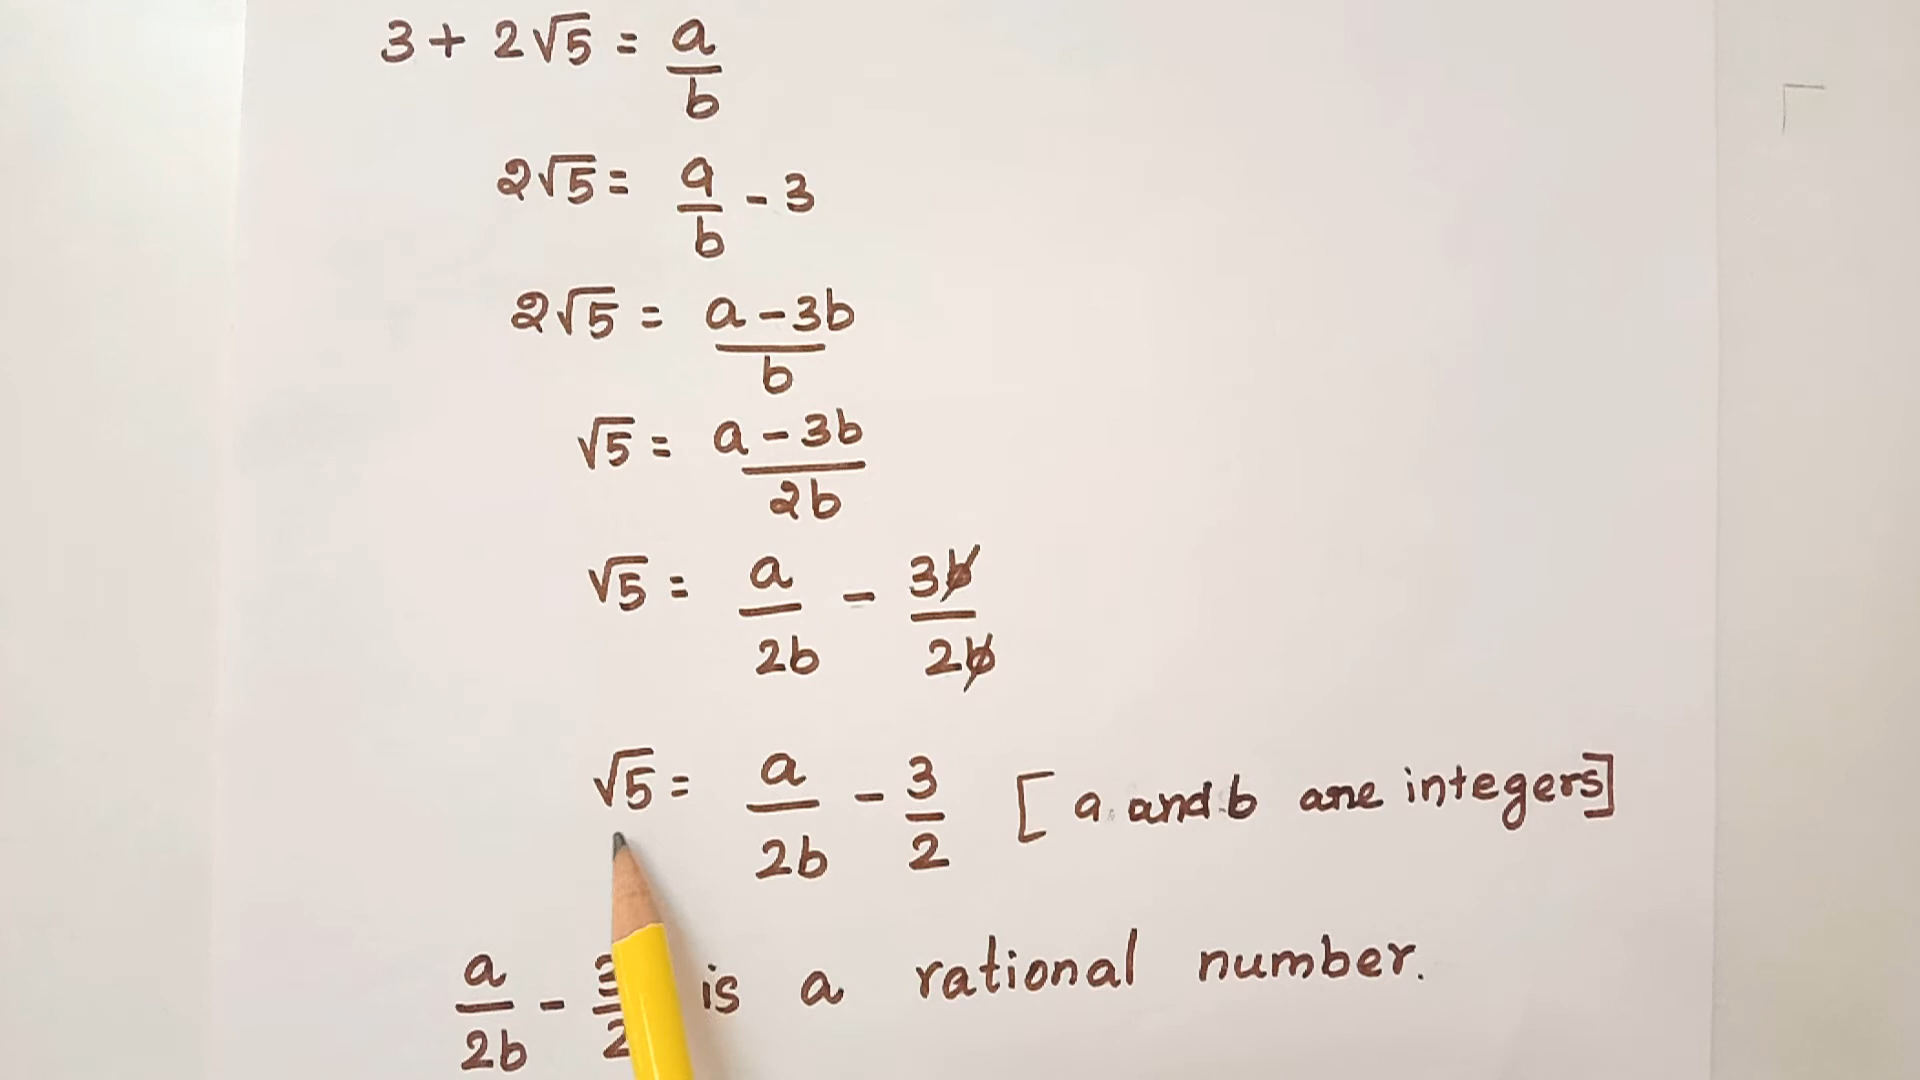 3 + 2√5 = a/b
2√5 = a/b - 3
2√5 = a - 3b/b
√5 = a - 3b/2b
√5 = a/2b - 3b/2b
√5 = a/2b - 3/2 [a and b are integers]
a/2b - 3/2 is a rational number.